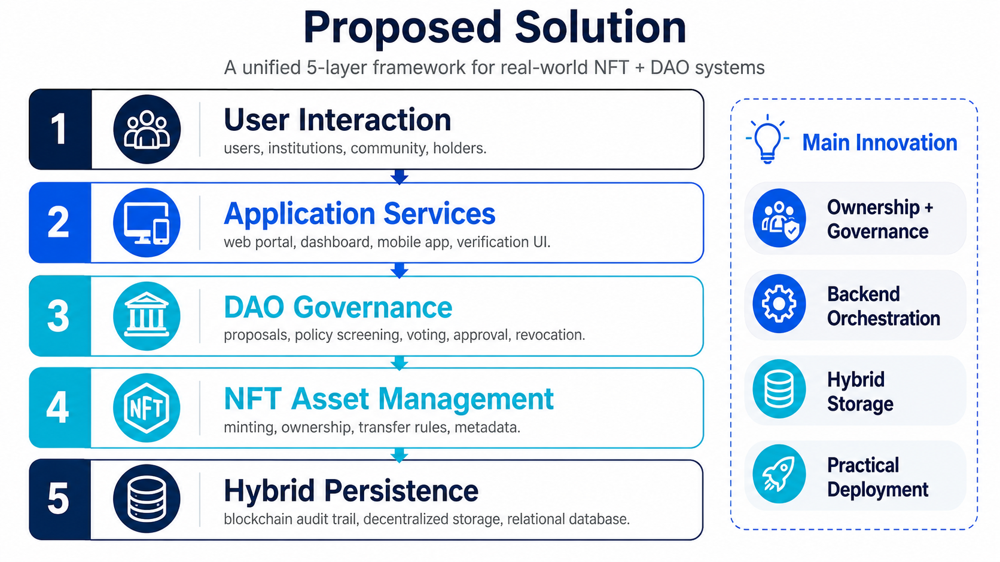 Proposed Solution
A unified 5-layer framework for real-world NFT + DAO systems
1
User Interaction
users, institutions, community, holders.
2
Application Services
web portal, dashboard, mobile app, verification UI.
3
DAO Governance
proposals, policy screening, voting, approval, revocation.
4
NFT
NFT Asset Management
minting, ownership, transfer rules, metadata.
5
Hybrid Persistence
blockchain audit trail, decentralized storage, relational database.
Main Innovation
Ownership +
Governance
Backend
Orchestration
Hybrid
Storage
Practical
Deployment